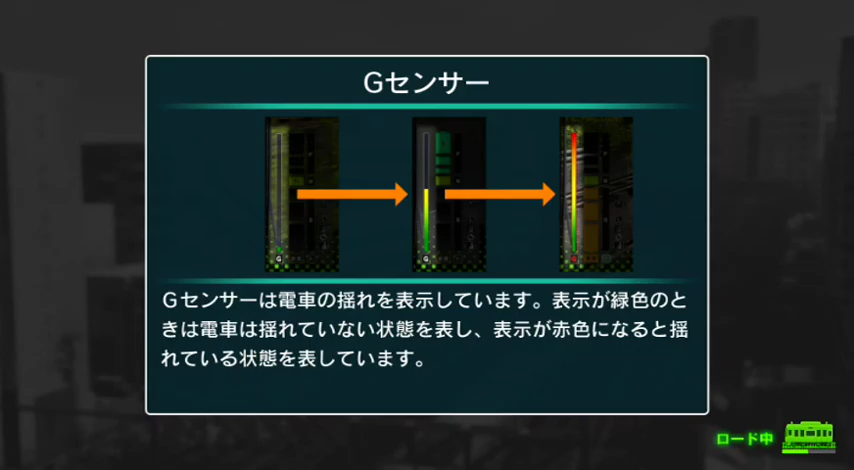 Gセンサー
Gセンサーは電車の揺れを表示しています。表示が緑色のと
きは電車は揺れていない状態を表し、表示が赤色になると揺
れている状態を表しています。
ロード中